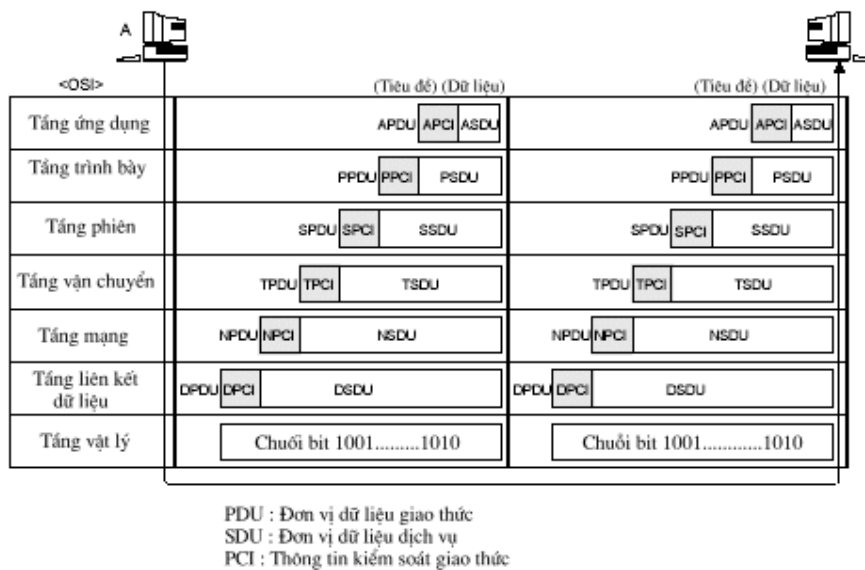 A
<OSI>
(Tiêu đề) (Dữ liệu)
(Tiêu đề) (Dữ liệu)
Tầng ứng dụng
APDU APCI ASDU
APDU APCI ASDU
Tầng trình bày
PPDU PPCI PSDU
PPDU PPCI PSDU
Tầng phiên
SPDU SPCI SSDU
SPDU SPCI SSDU
Tầng vận chuyển
TPDU TPCI TSDU
TPDU TPCI TSDU
Tầng mạng
NPDU NPCI NSDU
NPDU NPCI NSDU
Tầng liên kết
dữ liệu
DPDU DPCI DSDU
DPDU DPCI DSDU
Tầng vật lý
Chuỗi bit 1001.........1010
Chuỗi bit 1001............1010
PDU : Đơn vị dữ liệu giao thức
SDU : Đơn vị dữ liệu dịch vụ
PCI : Thông tin kiểm soát giao thức